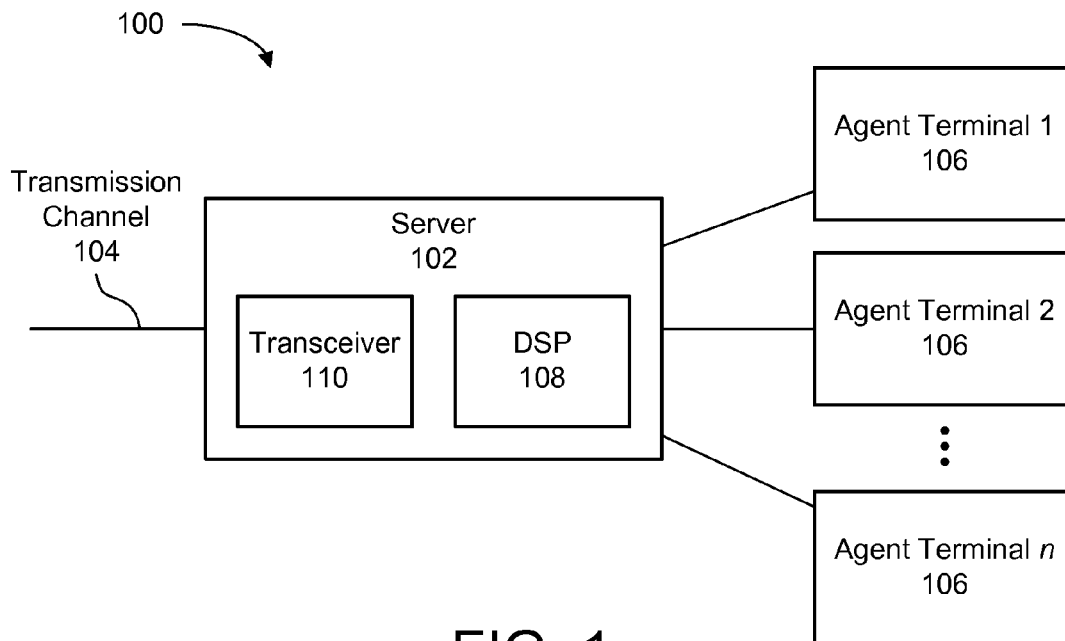 100
Transmission
Channel
104
Server
102
Transceiver
110
DSP
108
Agent Terminal 1
106
Agent Terminal 2
106
Agent Terminal n
106
FIG. 1